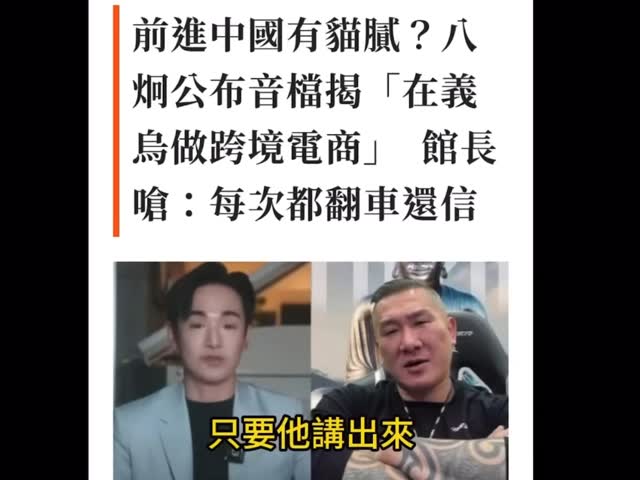 前進中國有貓膩？八
炯公布音檔揭「在義
烏做跨境電商」 館長
嗆：每次都翻車還信
只要他講出來